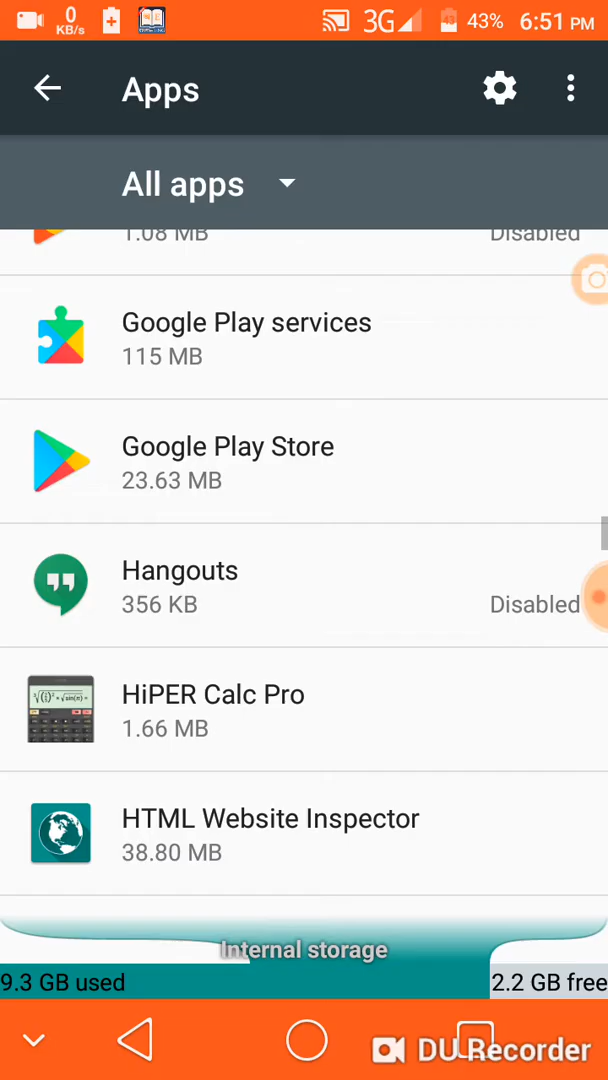 0 KB/s 3G 43 43% 6:51 PM
Apps
All apps
1.08 MB Disabled
Google Play services
115 MB
Google Play Store
23.63 MB
Hangouts
356 KB Disabled
HiPER Calc Pro
1.66 MB
HTML Website Inspector
38.80 MB
Internal storage
9.3 GB used 2.2 GB free
DU Recorder